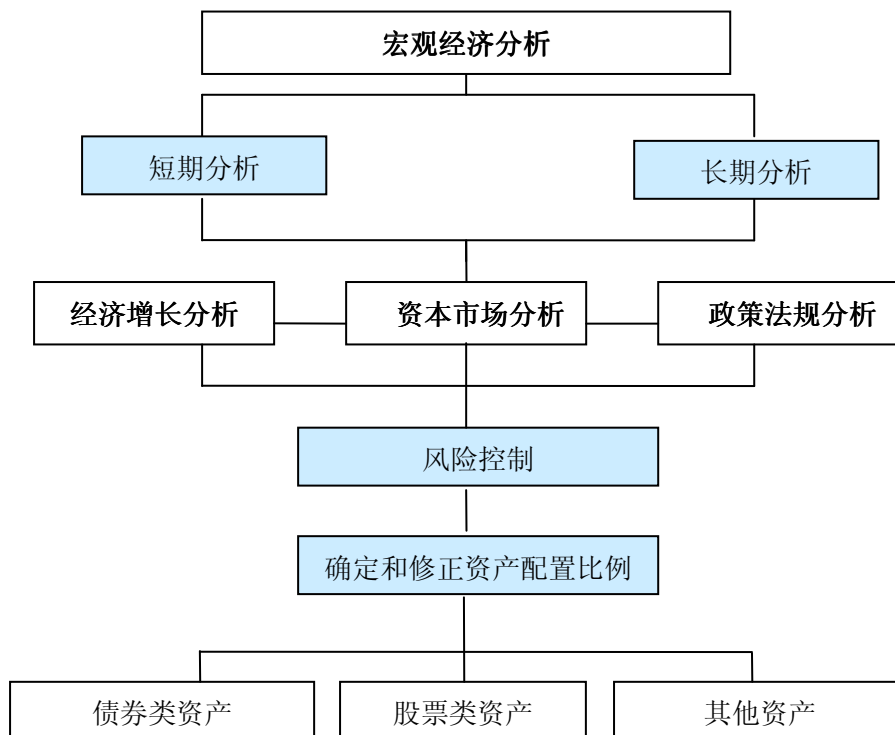 宏观经济分析
短期分析
长期分析
经济增长分析
资本市场分析
政策法规分析
风险控制
确定和修正资产配置比例
债券类资产
股票类资产
其他资产